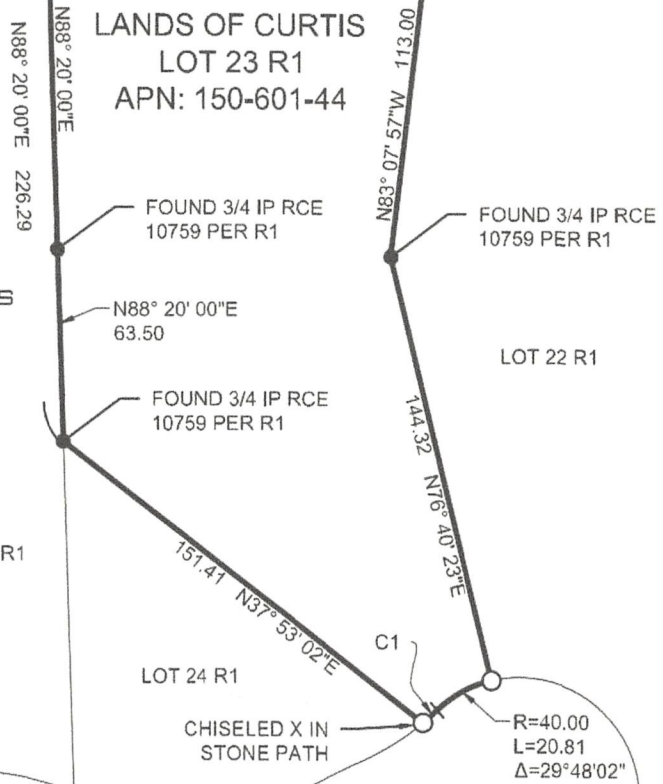 LANDS OF CURTIS
LOT 23 R1
APN: 150-601-44
N88° 20' 00"E
N88° 20' 00"E 226.29
N83° 07' 57"W 113.00
FOUND 3/4 IP RCE
10759 PER R1
FOUND 3/4 IP RCE
10759 PER R1
S
N88° 20' 00"E
63.50
LOT 22 R1
FOUND 3/4 IP RCE
10759 PER R1
144.32 N76° 40' 23"E
R1
151.41 N37° 53' 02"E
C1
LOT 24 R1
CHISELED X IN
STONE PATH
R=40.00
L=20.81
Δ=29°48'02"